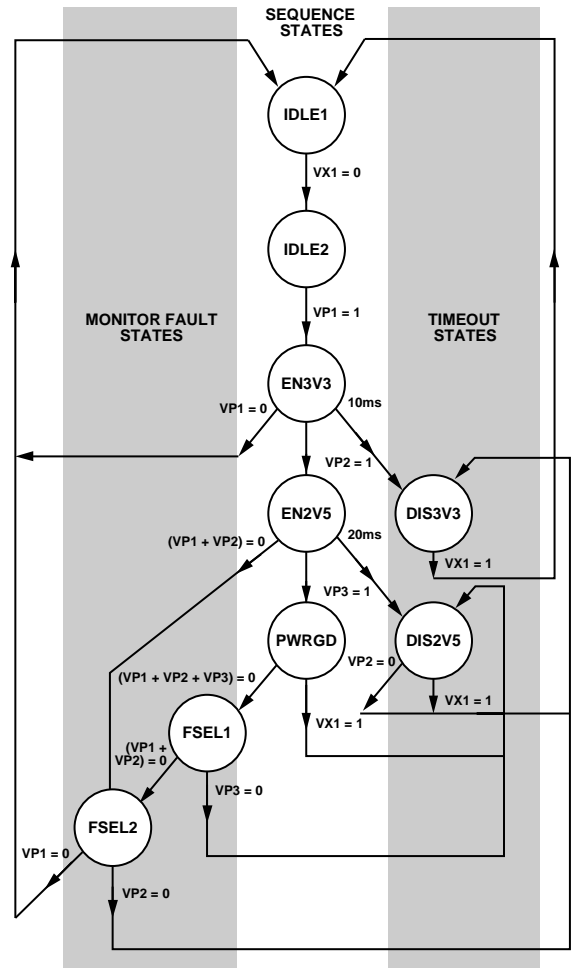 SEQUENCE
STATES
IDLE1
VX1 = 0
IDLE2
VP1 = 1
MONITOR FAULT
STATES
TIMEOUT
STATES
EN3V3
10ms
VP1 = 0
VP2 = 1
DIS3V3
EN2V5
20ms
(VP1 + VP2) = 0
VX1 = 1
VP3 = 1
PWRGD
DIS2V5
VP2 = 0
(VP1 + VP2 + VP3) = 0
VX1 = 1
VX1 = 1
FSEL1
(VP1 +
VP2) = 0
VP3 = 0
FSEL2
VP1 = 0
VP2 = 0